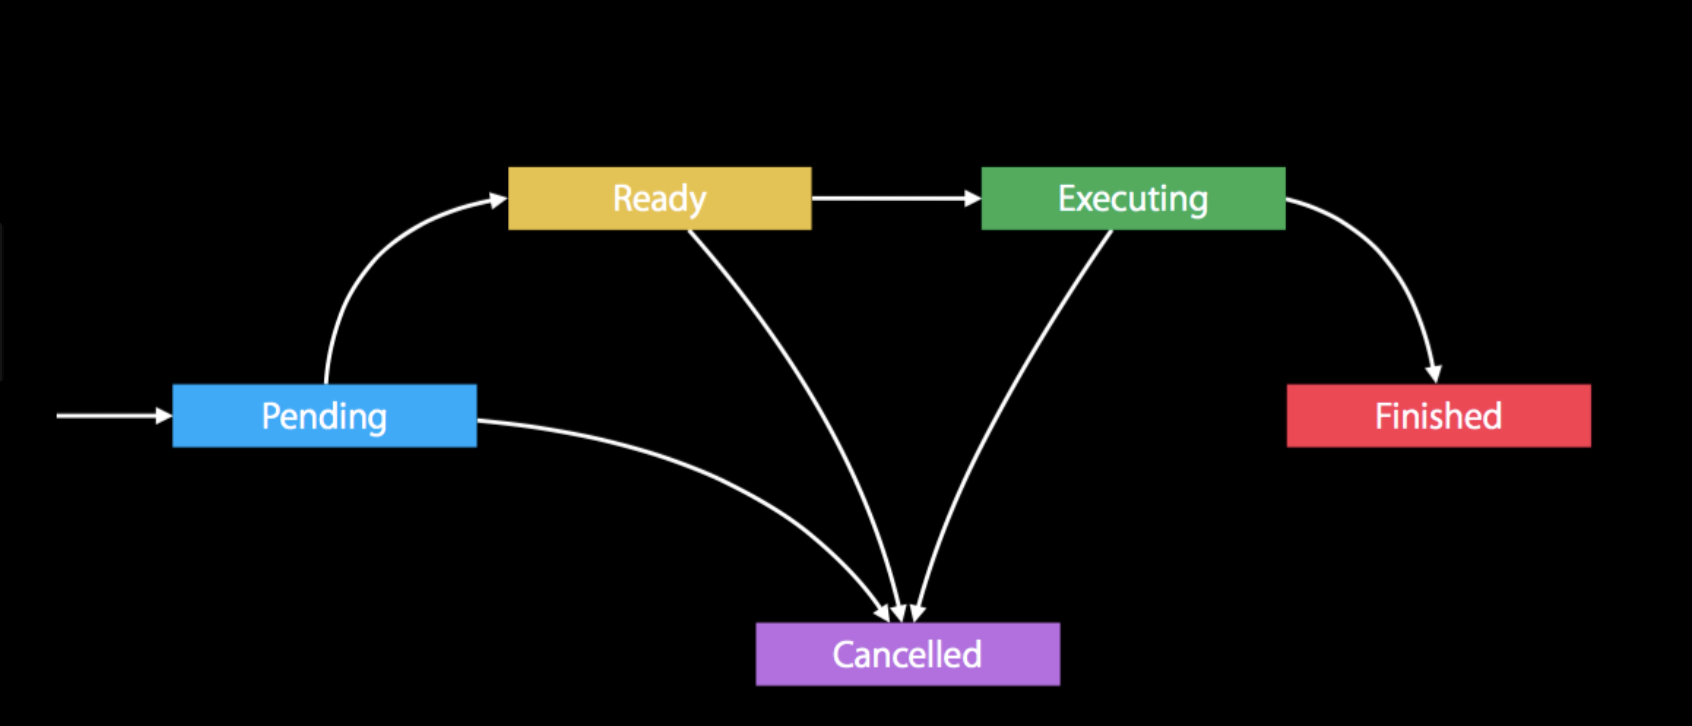 Ready
Executing
Pending
Finished
Cancelled